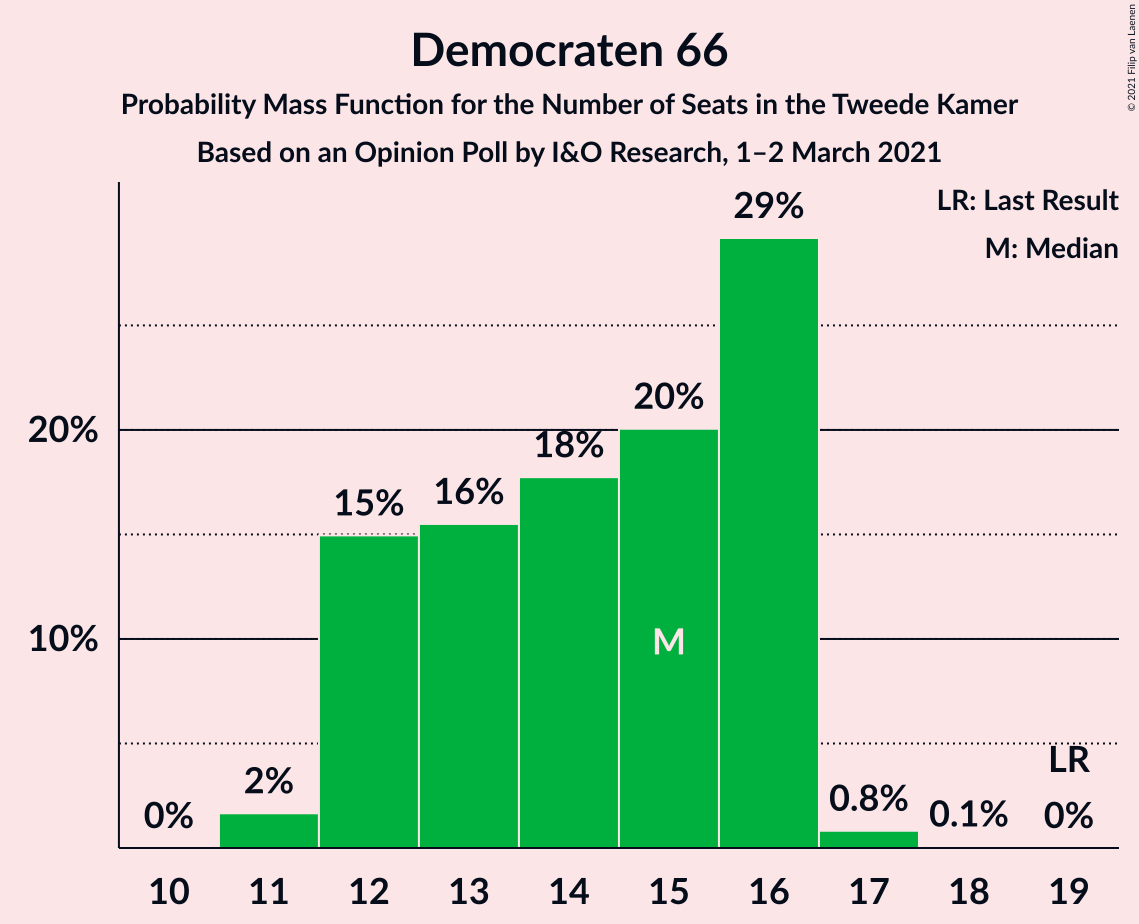 Democraten 66
Probability Mass Function for the Number of Seats in the Tweede Kamer
Based on an Opinion Poll by I&O Research, 1–2 March 2021
© 2021 Filip van Laenen
LR: Last Result
M: Median
29%
20%
20%
18%
16%
15%
10%
M
LR
2%
0.8%
0%
0.1%
0%
10 11 12 13 14 15 16 17 18 19